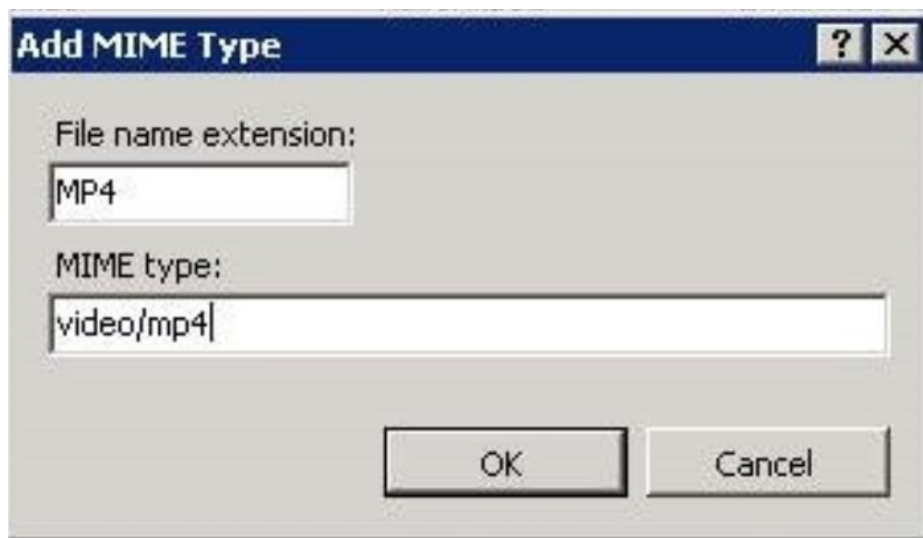 Add MIME Type
File name extension:
MP4
MIME type:
video/mp4
OK Cancel